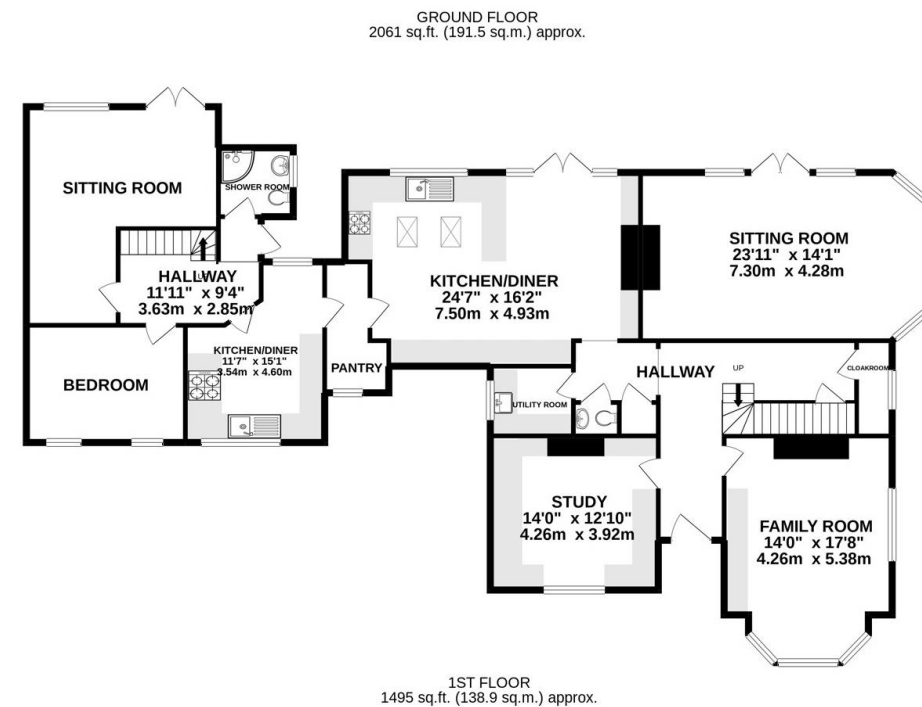 GROUND FLOOR
2061 sq.ft. (191.5 sq.m.) approx.
SITTING ROOM
SHOWER ROOM
SITTING ROOM
23'11" x 14'1"
7.30m x 4.28m
HALLWAY
11'11" x 9'4"
3.63m x 2.85m
UP
KITCHEN/DINER
24'7" x 16'2"
7.50m x 4.93m
KITCHEN/DINER
11'7" x 15'1"
3.54m x 4.60m
PANTRY
BEDROOM
HALLWAY
UP
CLOAKROOM
UTILITY ROOM
STUDY
14'0" x 12'10"
4.26m x 3.92m
FAMILY ROOM
14'0" x 17'8"
4.26m x 5.38m
1ST FLOOR
1495 sq.ft. (138.9 sq.m.) approx.